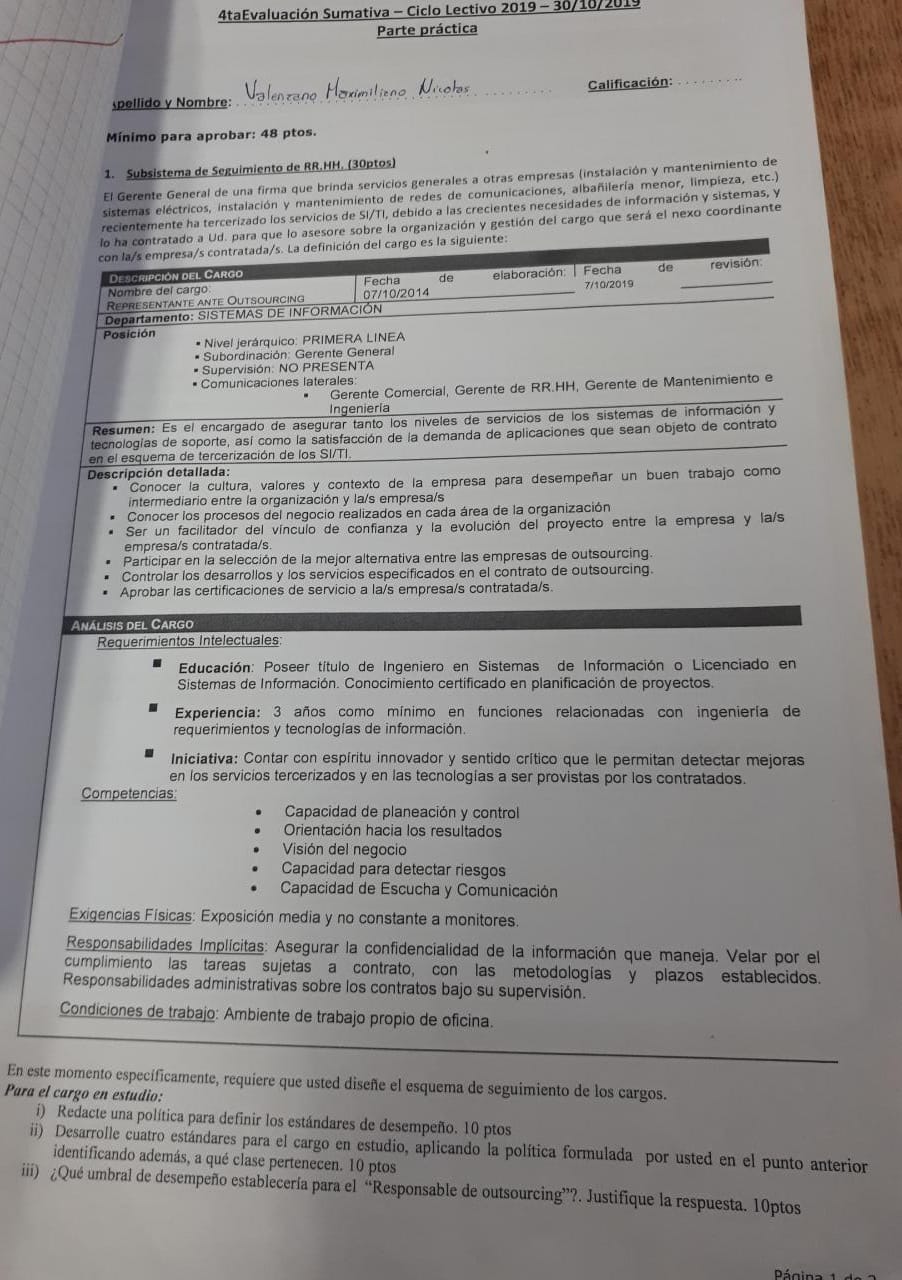 4taEvaluación Sumativa – Ciclo Lectivo 2019 – 30/10/2019
Parte práctica
Apellido y Nombre: Valenzano Maximiliano Nicolas
Calificación: . . . . . . . . .
Mínimo para aprobar: 48 ptos.
1. Subsistema de Seguimiento de RR.HH. (30ptos)
El Gerente General de una firma que brinda servicios generales a otras empresas (instalación y mantenimiento de
sistemas eléctricos, instalación y mantenimiento de redes de comunicaciones, albañilería menor, limpieza, etc.)
recientemente ha tercerizado los servicios de SI/TI, debido a las crecientes necesidades de información y sistemas, y
lo ha contratado a Ud. para que lo asesore sobre la organización y gestión del cargo que será el nexo coordinante
con la/s empresa/s contratada/s. La definición del cargo es la siguiente:
DESCRIPCIÓN DEL CARGO
Nombre del cargo:
REPRESENTANTE ANTE OUTSOURCING
Fecha de elaboración:
07/10/2014
Fecha de revisión:
7/10/2019
Departamento: SISTEMAS DE INFORMACIÓN
Posición
▪ Nivel jerárquico: PRIMERA LINEA
▪ Subordinación: Gerente General
▪ Supervisión: NO PRESENTA
▪ Comunicaciones laterales:
▪ Gerente Comercial, Gerente de RR.HH, Gerente de Mantenimiento e
Ingeniería
Resumen: Es el encargado de asegurar tanto los niveles de servicios de los sistemas de información y
tecnologías de soporte, así como la satisfacción de la demanda de aplicaciones que sean objeto de contrato
en el esquema de tercerización de los SI/TI.
Descripción detallada:
▪ Conocer la cultura, valores y contexto de la empresa para desempeñar un buen trabajo como
intermediario entre la organización y la/s empresa/s
▪ Conocer los procesos del negocio realizados en cada área de la organización
▪ Ser un facilitador del vínculo de confianza y la evolución del proyecto entre la empresa y la/s
empresa/s contratada/s.
▪ Participar en la selección de la mejor alternativa entre las empresas de outsourcing.
▪ Controlar los desarrollos y los servicios especificados en el contrato de outsourcing.
▪ Aprobar las certificaciones de servicio a la/s empresa/s contratada/s.
ANÁLISIS DEL CARGO
Requerimientos Intelectuales:
▪ Educación: Poseer título de Ingeniero en Sistemas de Información o Licenciado en
Sistemas de Información. Conocimiento certificado en planificación de proyectos.
▪ Experiencia: 3 años como mínimo en funciones relacionadas con ingeniería de
requerimientos y tecnologías de información.
▪ Iniciativa: Contar con espíritu innovador y sentido crítico que le permitan detectar mejoras
en los servicios tercerizados y en las tecnologías a ser provistas por los contratados.
Competencias:
• Capacidad de planeación y control
• Orientación hacia los resultados
• Visión del negocio
• Capacidad para detectar riesgos
• Capacidad de Escucha y Comunicación
Exigencias Físicas: Exposición media y no constante a monitores.
Responsabilidades Implícitas: Asegurar la confidencialidad de la información que maneja. Velar por el
cumplimiento las tareas sujetas a contrato, con las metodologías y plazos establecidos.
Responsabilidades administrativas sobre los contratos bajo su supervisión.
Condiciones de trabajo: Ambiente de trabajo propio de oficina.
En este momento específicamente, requiere que usted diseñe el esquema de seguimiento de los cargos.
Para el cargo en estudio:
i) Redacte una política para definir los estándares de desempeño. 10 ptos
ii) Desarrolle cuatro estándares para el cargo en estudio, aplicando la política formulada por usted en el punto anterior
identificando además, a qué clase pertenecen. 10 ptos
iii) ¿Qué umbral de desempeño establecería para el “Responsable de outsourcing”?. Justifique la respuesta. 10ptos
Página 1 de